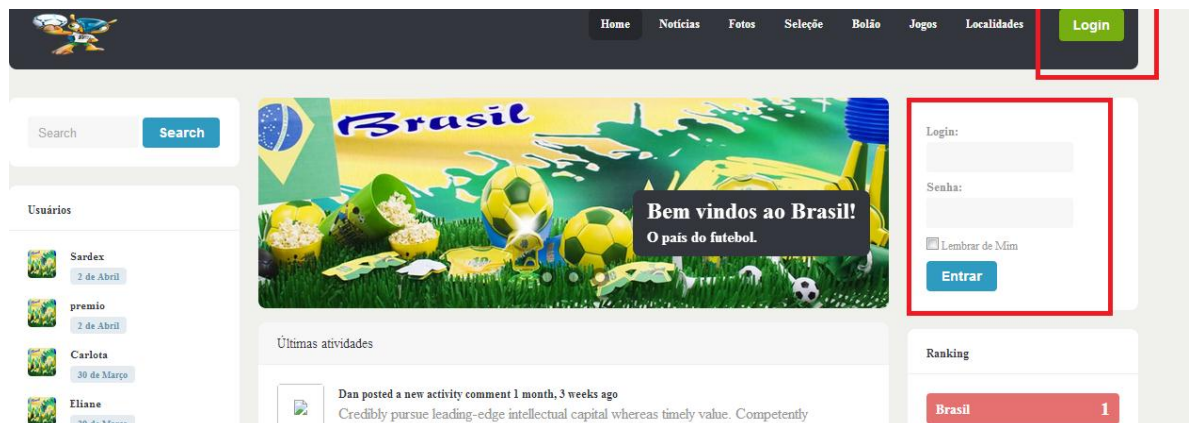 Home Notícias Fotos Seleçõe Bolão Jogos Localidades Login
Search Search
Usuários
Sardex
2 de Abril
premio
2 de Abril
Carlota
30 de Março
Eliane
Brasil
Bem vindos ao Brasil!
O país do futebol.
Últimas atividades
Dan posted a new activity comment 1 month, 3 weeks ago
Credibly pursue leading-edge intellectual capital whereas timely value. Competently
Login:
Senha:
Lembrar de Mim
Entrar
Ranking
Brasil 1